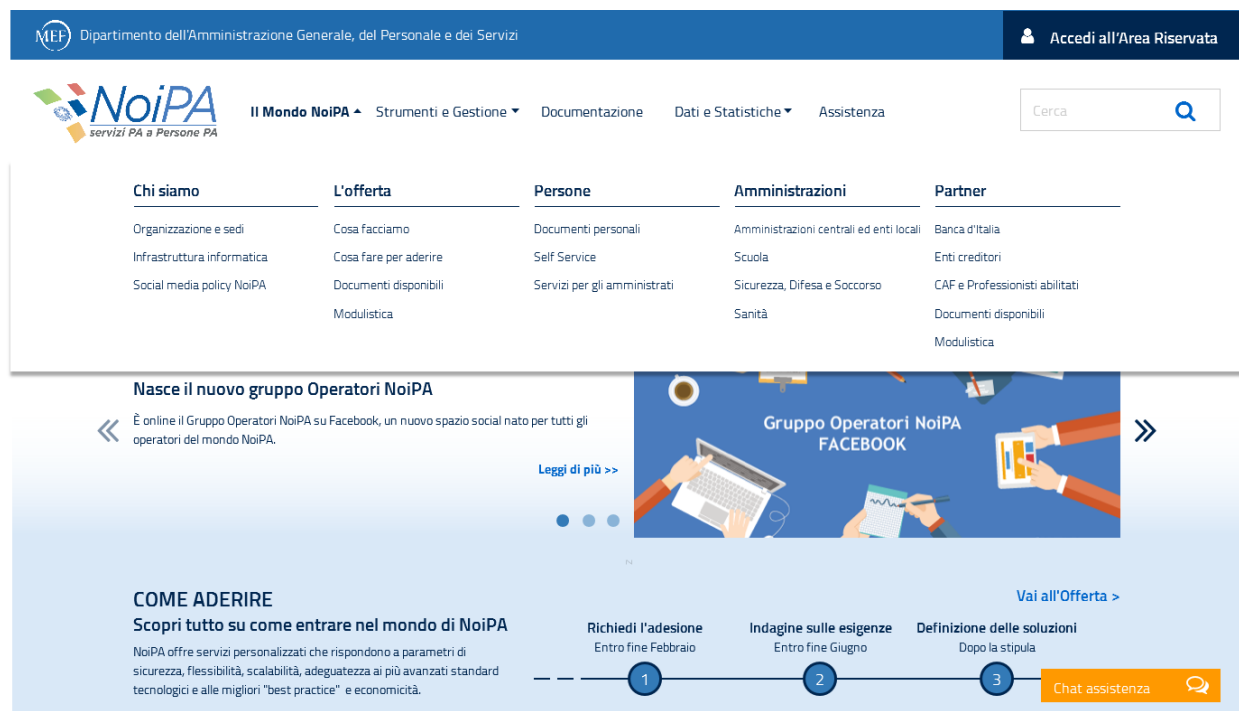 MEF Dipartimento dell'Amministrazione Generale, del Personale e dei Servizi
Accedi all'Area Riservata
NoiPA
servizi PA a Persone PA
Il Mondo NoiPA
Strumenti e Gestione
Documentazione
Dati e Statistiche
Assistenza
Cerca
Chi siamo
Organizzazione e sedi
Infrastruttura informatica
Social media policy NoiPA
L'offerta
Cosa facciamo
Cosa fare per aderire
Documenti disponibili
Modulistica
Persone
Documenti personali
Self Service
Servizi per gli amministrati
Amministrazioni
Amministrazioni centrali ed enti locali
Scuola
Sicurezza, Difesa e Soccorso
Sanità
Partner
Banca d'Italia
Enti creditori
CAF e Professionisti abilitati
Documenti disponibili
Modulistica
Nasce il nuovo gruppo Operatori NoiPA
È online il Gruppo Operatori NoiPA su Facebook, un nuovo spazio social nato per tutti gli
operatori del mondo NoiPA.
Leggi di più >>
Gruppo Operatori NoiPA
FACEBOOK
COME ADERIRE
Scopri tutto su come entrare nel mondo di NoiPA
NoiPA offre servizi personalizzati che rispondono a parametri di
sicurezza, flessibilità, scalabilità, adeguatezza ai più avanzati standard
tecnologici e alle migliori "best practice" e economicità.
Vai all'Offerta >
Richiedi l'adesione
Entro fine Febbraio
1
Indagine sulle esigenze
Entro fine Giugno
2
Definizione delle soluzioni
Dopo la stipula
3
Chat assistenza